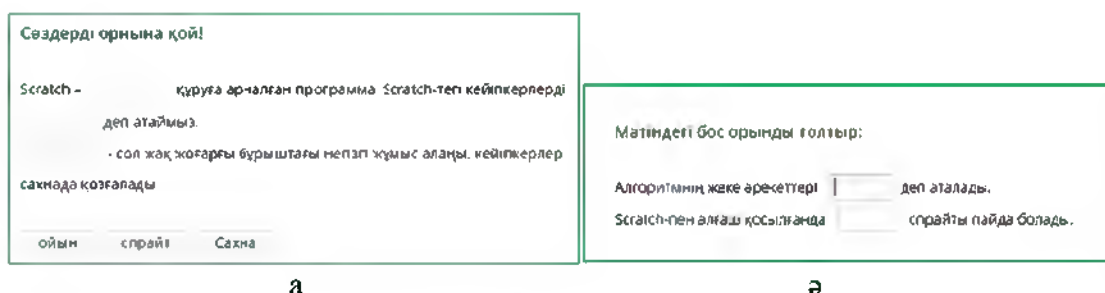 Сөздерді орнына қой!
Scratch – құруға арналған программа. Scratch-тегі кейіпкерлерді
деп атаймыз.
- сол жақ жоғарғы бұрыштағы негізгі жұмыс алаңы. кейіпкерлер
сахнада қозғалады
ойын спрайт Сахна
а
Мәтіндегі бос орынды толтыр:
Алгоритмнің жеке әрекеттері деп аталады.
Scratch-пен алғаш қосылғанда спрайты пайда болады.
ә